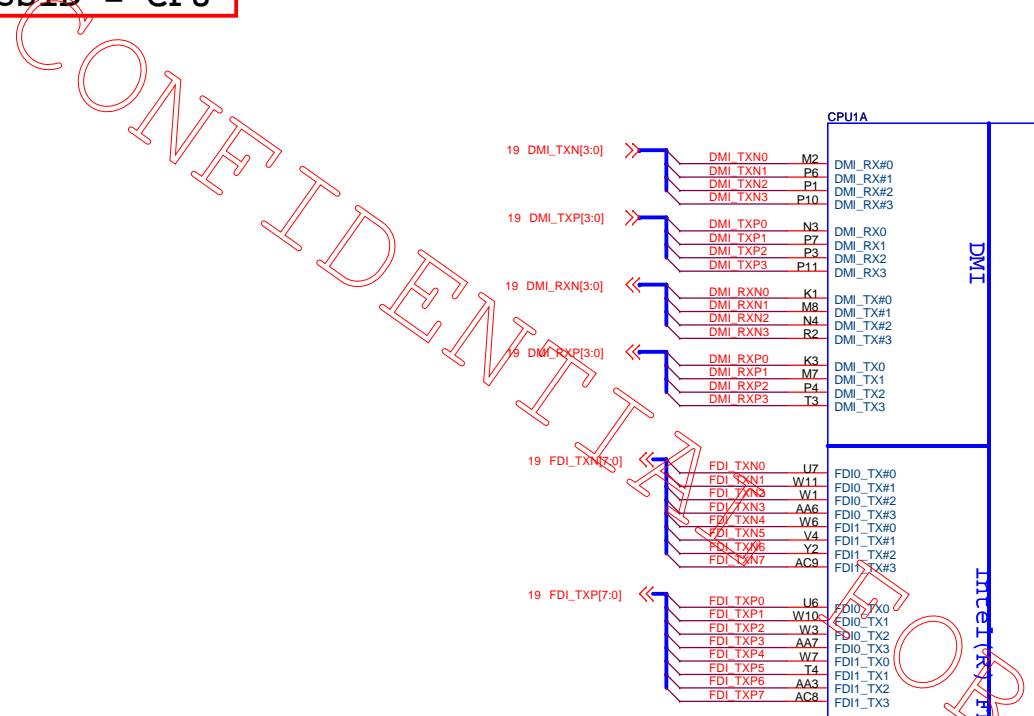 = CPU
CONFIDENTIAL FOR
CPU1A
DMI
19 DMI_TXN[3:0]
DMI_TXN0 M2 DMI_RX#0
DMI_TXN1 P6 DMI_RX#1
DMI_TXN2 P1 DMI_RX#2
DMI_TXN3 P10 DMI_RX#3
19 DMI_TXP[3:0]
DMI_TXP0 N3 DMI_RX0
DMI_TXP1 P7 DMI_RX1
DMI_TXP2 P3 DMI_RX2
DMI_TXP3 P11 DMI_RX3
19 DMI_RXN[3:0]
DMI_RXN0 K1 DMI_TX#0
DMI_RXN1 M8 DMI_TX#1
DMI_RXN2 N4 DMI_TX#2
DMI_RXN3 R2 DMI_TX#3
19 DMI_RXP[3:0]
DMI_RXP0 K3 DMI_TX0
DMI_RXP1 M7 DMI_TX1
DMI_RXP2 P4 DMI_TX2
DMI_RXP3 T3 DMI_TX3
Intel(R)
19 FDI_TXN[7:0]
FDI_TXN0 U7 FDI0_TX#0
FDI_TXN1 W11 FDI0_TX#1
FDI_TXN2 W1 FDI0_TX#2
FDI_TXN3 AA6 FDI0_TX#3
FDI_TXN4 W6 FDI1_TX#0
FDI_TXN5 V4 FDI1_TX#1
FDI_TXN6 Y2 FDI1_TX#2
FDI_TXN7 AC9 FDI1_TX#3
19 FDI_TXP[7:0]
FDI_TXP0 U6 FDI0_TX0
FDI_TXP1 W10 FDI0_TX1
FDI_TXP2 W3 FDI0_TX2
FDI_TXP3 AA7 FDI0_TX3
FDI_TXP4 W7 FDI1_TX0
FDI_TXP5 T4 FDI1_TX1
FDI_TXP6 AA3 FDI1_TX2
FDI_TXP7 AC8 FDI1_TX3